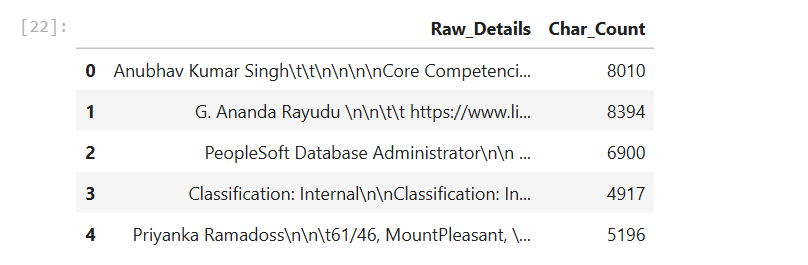 [22]:
Raw_Details Char_Count
0 Anubhav Kumar Singh\t\t\n\n\n\nCore Competenci... 8010
1 G. Ananda Rayudu \n\n\t\t https://www.li... 8394
2 PeopleSoft Database Administrator\n\n ... 6900
3 Classification: Internal\n\nClassification: In... 4917
4 Priyanka Ramadoss\n\n\t61/46, MountPleasant, \... 5196